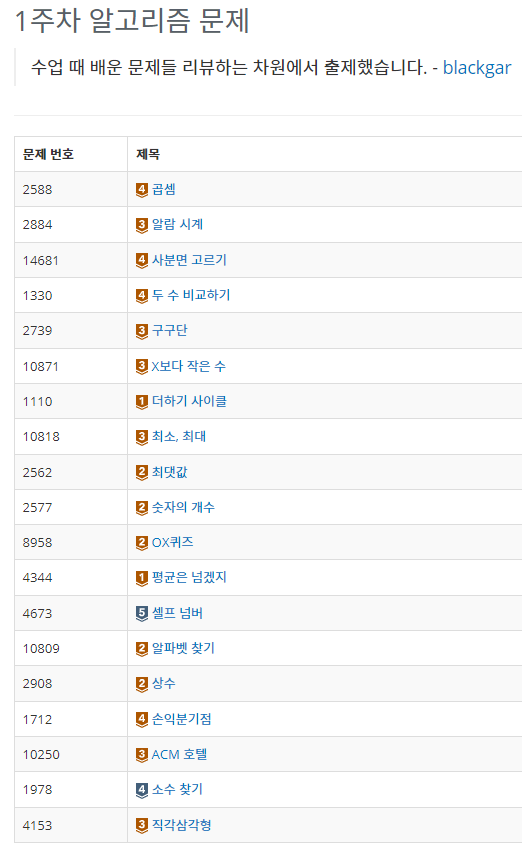 1주차 알고리즘 문제
수업 때 배운 문제들 리뷰하는 차원에서 출제했습니다. - blackgar
문제 번호 제목
2588 4 곱셈
2884 3 알람 시계
14681 4 사분면 고르기
1330 4 두 수 비교하기
2739 3 구구단
10871 3 X보다 작은 수
1110 1 더하기 사이클
10818 3 최소, 최대
2562 2 최댓값
2577 2 숫자의 개수
8958 2 OX퀴즈
4344 1 평균은 넘겠지
4673 5 셀프 넘버
10809 2 알파벳 찾기
2908 2 상수
1712 4 손익분기점
10250 3 ACM 호텔
1978 4 소수 찾기
4153 3 직각삼각형